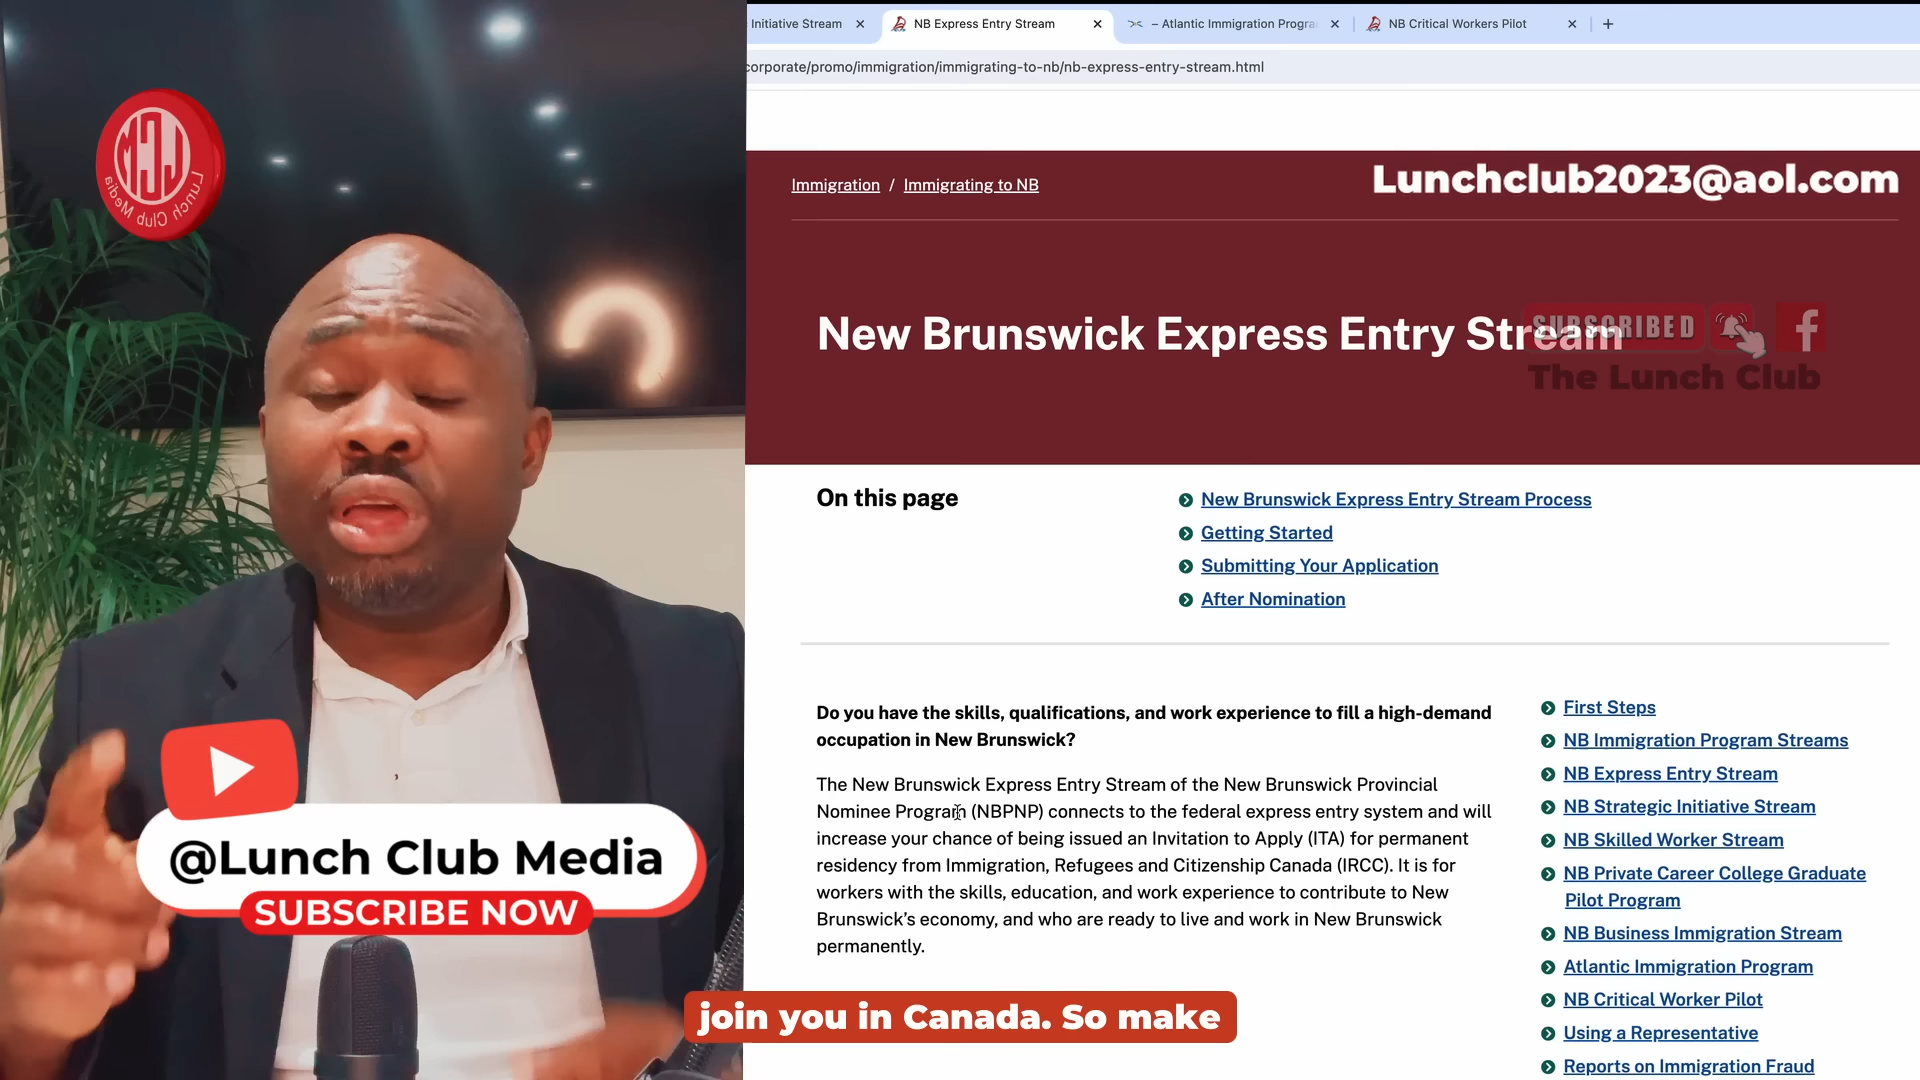 Initiative Stream
NB Express Entry Stream
– Atlantic Immigration Progra
NB Critical Workers Pilot
corporate/promo/immigration/immigrating-to-nb/nb-express-entry-stream.html
LCM
Lunch Club Media
Immigration / Immigrating to NB
Lunchclub2023@aol.com
New Brunswick Express Entry Stream
SUBSCRIBED
The Lunch Club
On this page
New Brunswick Express Entry Stream Process
Getting Started
Submitting Your Application
After Nomination
Do you have the skills, qualifications, and work experience to fill a high-demand
occupation in New Brunswick?
The New Brunswick Express Entry Stream of the New Brunswick Provincial
Nominee Program (NBPNP) connects to the federal express entry system and will
increase your chance of being issued an Invitation to Apply (ITA) for permanent
residency from Immigration, Refugees and Citizenship Canada (IRCC). It is for
workers with the skills, education, and work experience to contribute to New
Brunswick’s economy, and who are ready to live and work in New Brunswick
permanently.
First Steps
NB Immigration Program Streams
NB Express Entry Stream
NB Strategic Initiative Stream
NB Skilled Worker Stream
NB Private Career College Graduate
Pilot Program
NB Business Immigration Stream
Atlantic Immigration Program
NB Critical Worker Pilot
Using a Representative
Reports on Immigration Fraud
@Lunch Club Media
SUBSCRIBE NOW
join you in Canada. So make